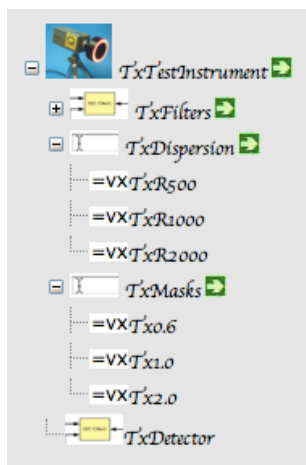 TxTestInstrument
TxFilters
TxDispersion
=VX TxR500
=VX TxR1000
=VX TxR2000
TxMasks
=VX Tx0.6
=VX Tx1.0
=VX Tx2.0
TxDetector